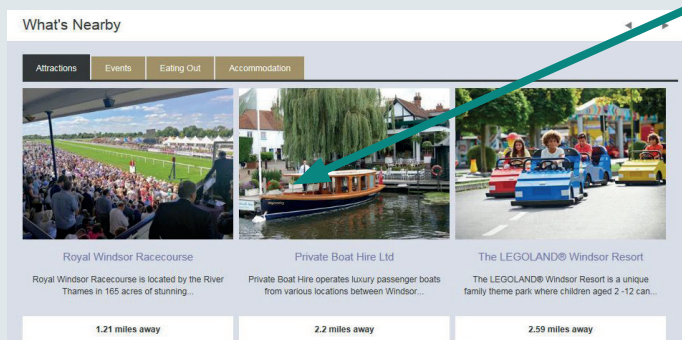 What's Nearby
Attractions
Events
Eating Out
Accommodation
Royal Windsor Racecourse
Royal Windsor Racecourse is located by the River
Thames in 165 acres of stunning...
1.21 miles away
Private Boat Hire Ltd
Private Boat Hire operates luxury passenger boats
from various locations between Windsor...
2.2 miles away
The LEGOLAND® Windsor Resort
The LEGOLAND® Windsor Resort is a unique
family theme park where children aged 2 -12 can...
2.59 miles away